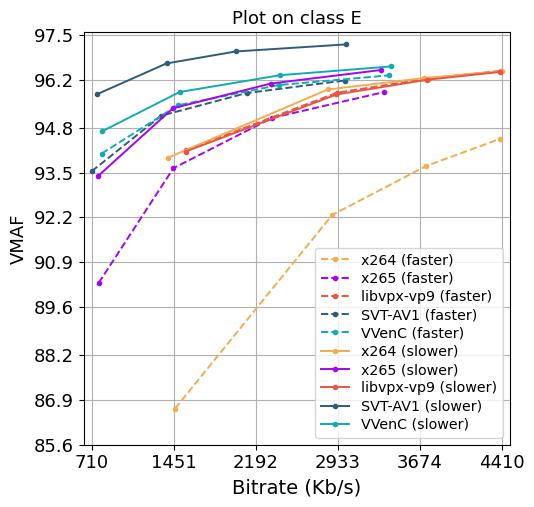 Plot on class E
97.5
96.2
94.8
93.5
92.2
90.9
89.6
88.2
86.9
85.6
VMAF
x264 (faster)
x265 (faster)
libvpx-vp9 (faster)
SVT-AV1 (faster)
VVenC (faster)
x264 (slower)
x265 (slower)
libvpx-vp9 (slower)
SVT-AV1 (slower)
VVenC (slower)
710 1451 2192 2933 3674 4410
Bitrate (Kb/s)